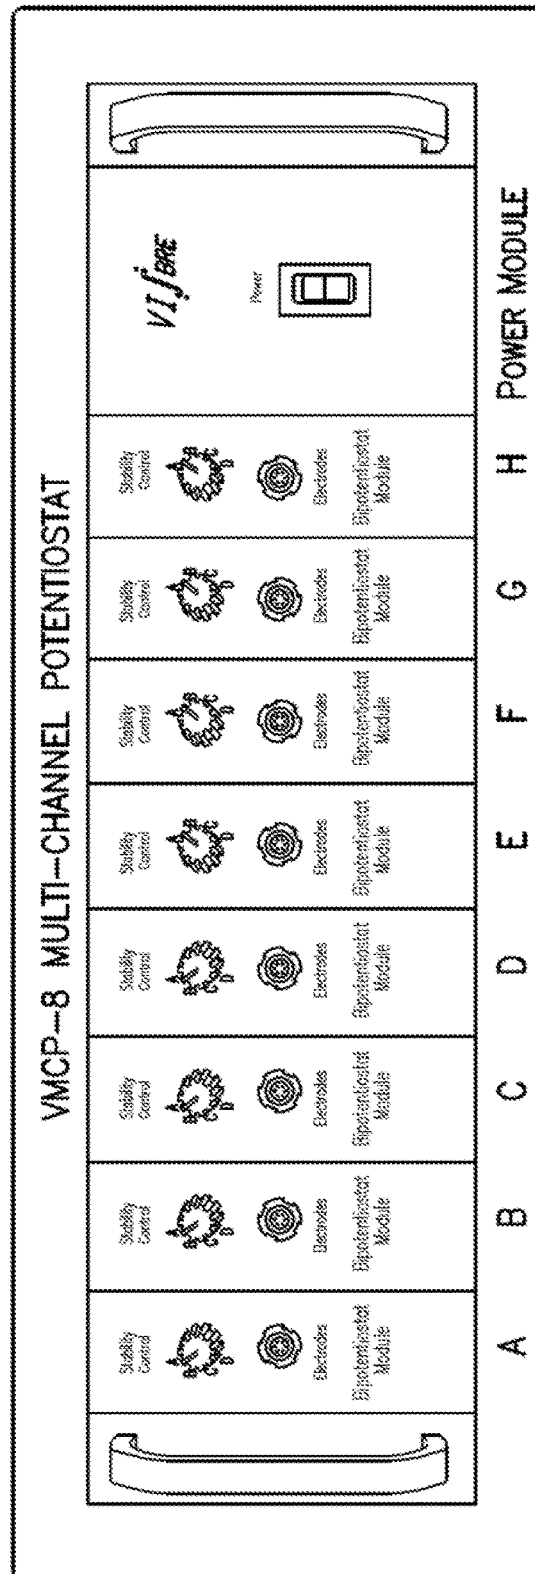 VMCP-8 MULTI-CHANNEL POTENTIOSTAT
Stability
Control
A
B
C
D
Electrodes
Bipotentiostat
Module
Stability
Control
A
B
C
D
Electrodes
Bipotentiostat
Module
Stability
Control
A
B
C
D
Electrodes
Bipotentiostat
Module
Stability
Control
A
B
C
D
Electrodes
Bipotentiostat
Module
Stability
Control
A
B
C
D
Electrodes
Bipotentiostat
Module
Stability
Control
A
B
C
D
Electrodes
Bipotentiostat
Module
Stability
Control
A
B
C
D
Electrodes
Bipotentiostat
Module
Stability
Control
A
B
C
D
Electrodes
Bipotentiostat
Module
Power
A B C D E F G H POWER MODULE